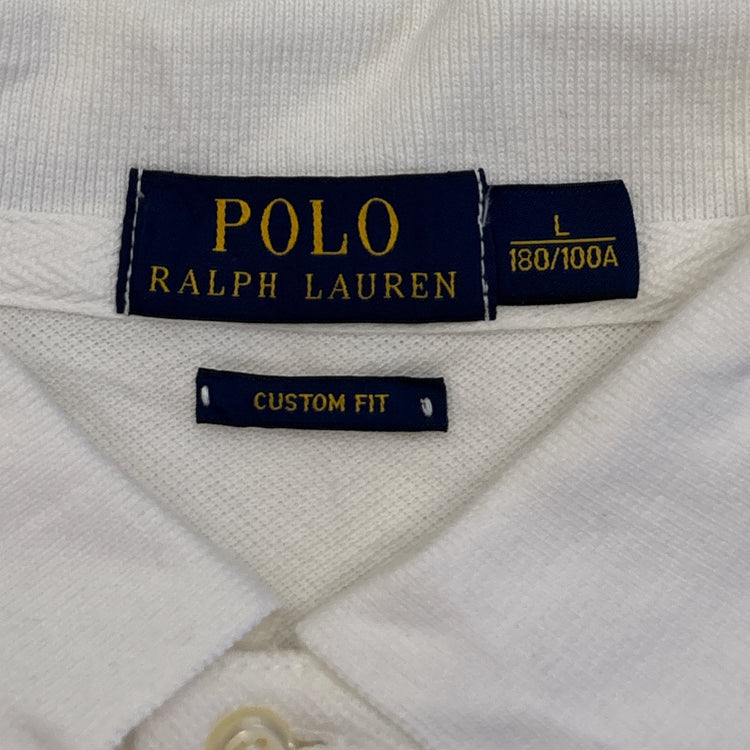 POLO
RALPH LAUREN
L
180/100A
CUSTOM FIT